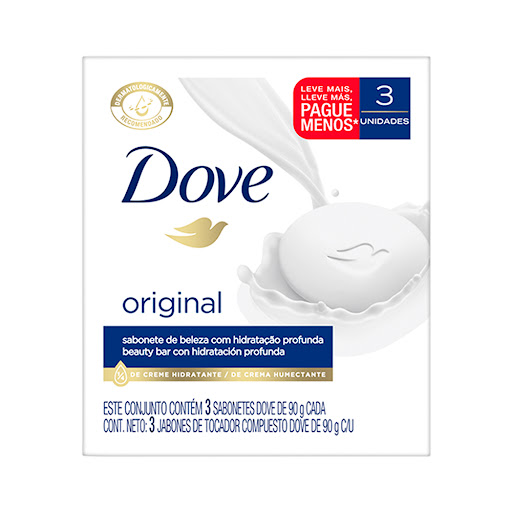 DERMATOLOGICAMENTE
RECOMENDADO
LEVE MAIS,
LLEVE MÁS,
PAGUE
MENOS*
3
UNIDADES
Dove
original
sabonete de beleza com hidratação profunda
beauty bar con hidratación profunda
¼ DE CREME HIDRATANTE / DE CREMA HUMECTANTE
ESTE CONJUNTO CONTÉM 3 SABONETES DOVE DE 90 g CADA
CONT. NETO: 3 JABONES DE TOCADOR COMPUESTO DOVE DE 90 g C/U